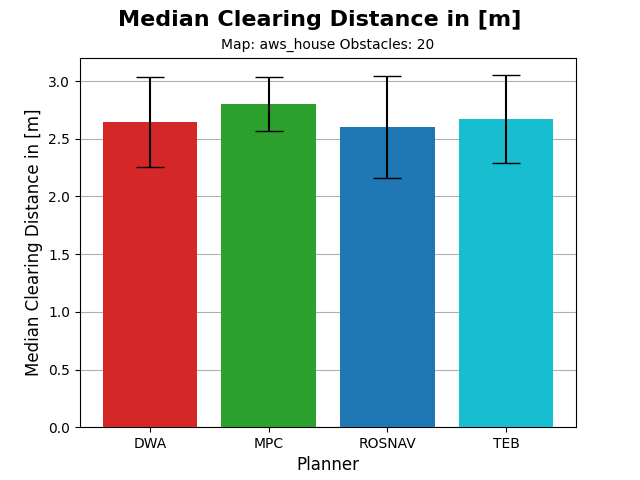 Median Clearing Distance in [m]
Map: aws_house Obstacles: 20
Median Clearing Distance in [m]
3.0
2.5
2.0
1.5
1.0
0.5
0.0
DWA
MPC
ROSNAV
TEB
Planner